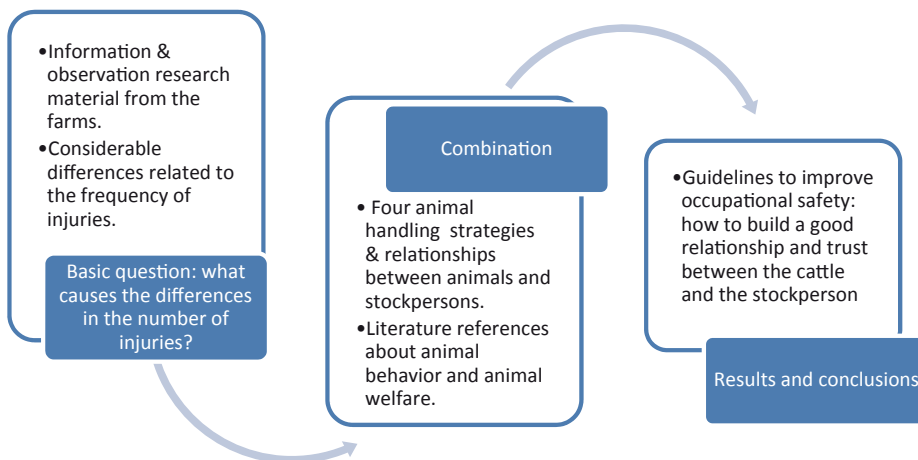 •Information &
observation research
material from the
farms.
•Considerable
differences related to
the frequency of
injuries.
Basic question: what
causes the differences
in the number of
injuries?
Combination
• Four animal
handling strategies
& relationships
between animals and
stockpersons.
•Literature references
about animal
behavior and animal
welfare.
•Guidelines to improve
occupational safety:
how to build a good
relationship and trust
between the cattle
and the stockperson
Results and conclusions